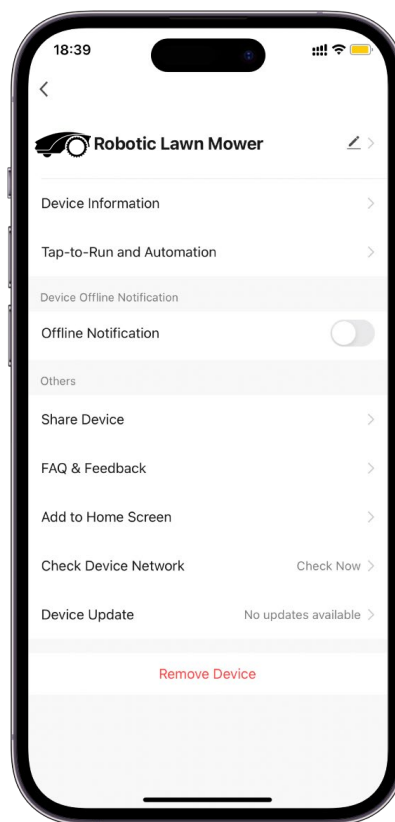 18:39
Robotic Lawn Mower
Device Information
Tap-to-Run and Automation
Device Offline Notification
Offline Notification
Others
Share Device
FAQ & Feedback
Add to Home Screen
Check Device Network Check Now
Device Update No updates available
Remove Device